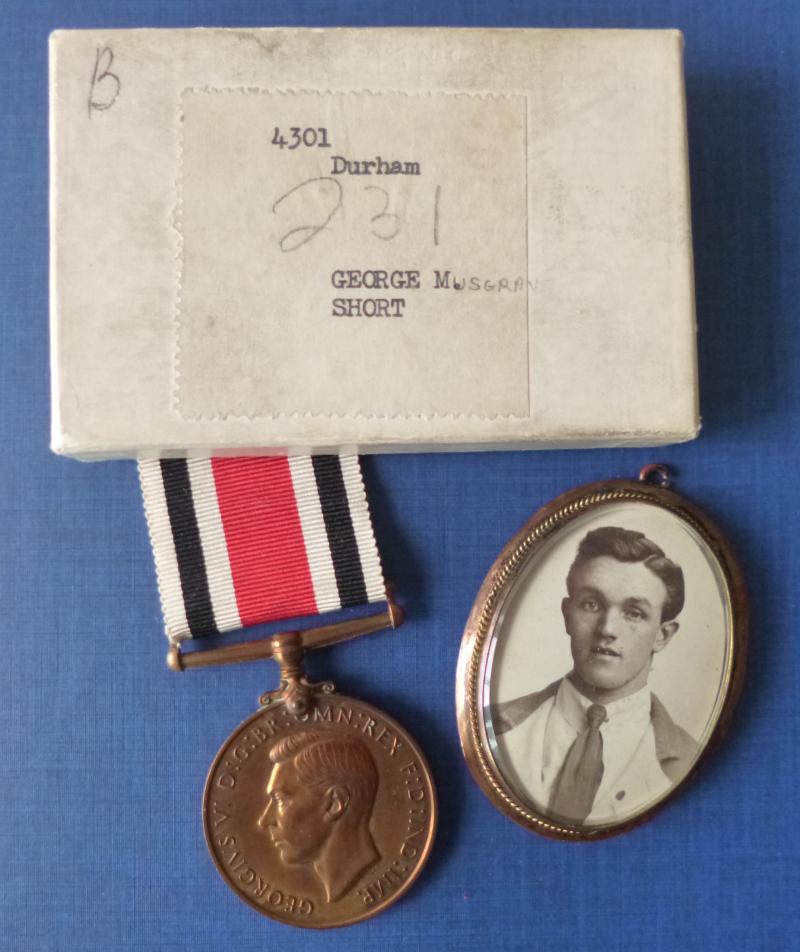 B
4301
Durham
231
GEORGE MUSGRAVE
SHORT
GEORGIVS VI D:G:BR:OMN:REX F:D:IND:IMP.